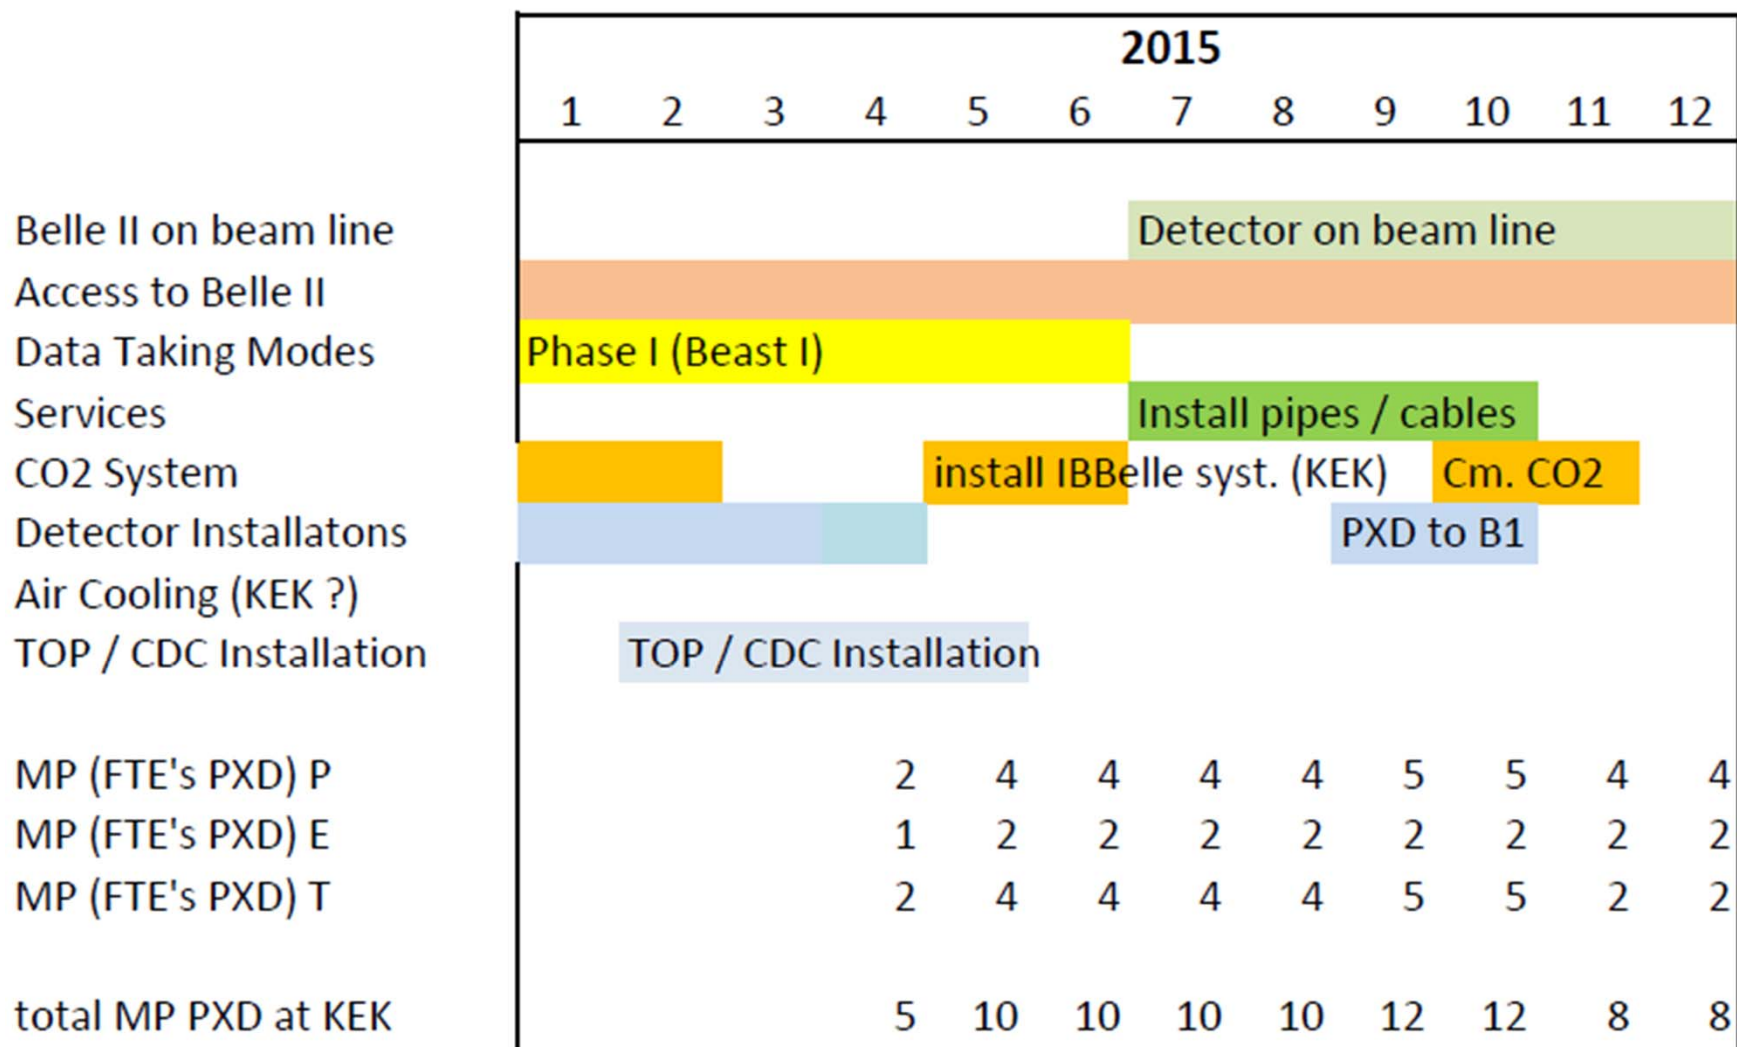 2015
1 2 3 4 5 6 7 8 9 10 11 12
Belle II on beam line Detector on beam line
Access to Belle II
Data Taking Modes Phase I (Beast I)
Services Install pipes / cables
CO2 System install IBBelle syst. (KEK) Cm. CO2
Detector Installatons PXD to B1
Air Cooling (KEK ?)
TOP / CDC Installation TOP / CDC Installation
MP (FTE's PXD) P 2 4 4 4 4 5 5 4 4
MP (FTE's PXD) E 1 2 2 2 2 2 2 2 2
MP (FTE's PXD) T 2 4 4 4 4 5 5 2 2
total MP PXD at KEK 5 10 10 10 10 12 12 8 8